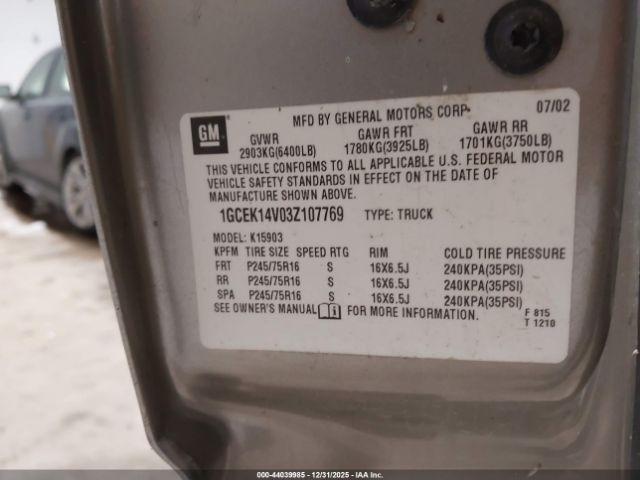 GM
MFD BY GENERAL MOTORS CORP 07/02
GVWR GAWR FRT GAWR RR
2903KG(6400LB) 1780KG(3925LB) 1701KG(3750LB)
THIS VEHICLE CONFORMS TO ALL APPLICABLE U.S. FEDERAL MOTOR
VEHICLE SAFETY STANDARDS IN EFFECT ON THE DATE OF
MANUFACTURE SHOWN ABOVE.
1GCEK14V03Z107769 TYPE: TRUCK
MODEL: K15903
KPFM TIRE SIZE SPEED RTG RIM COLD TIRE PRESSURE
FRT P245/75R16 S 16X6.5J 240KPA(35PSI)
RR P245/75R16 S 16X6.5J 240KPA(35PSI)
SPA P245/75R16 S 16X6.5J 240KPA(35PSI)
SEE OWNER'S MANUAL FOR MORE INFORMATION.
F 815
T 1210
000 - 44039985 - 12/31/2025 - IAA Inc.